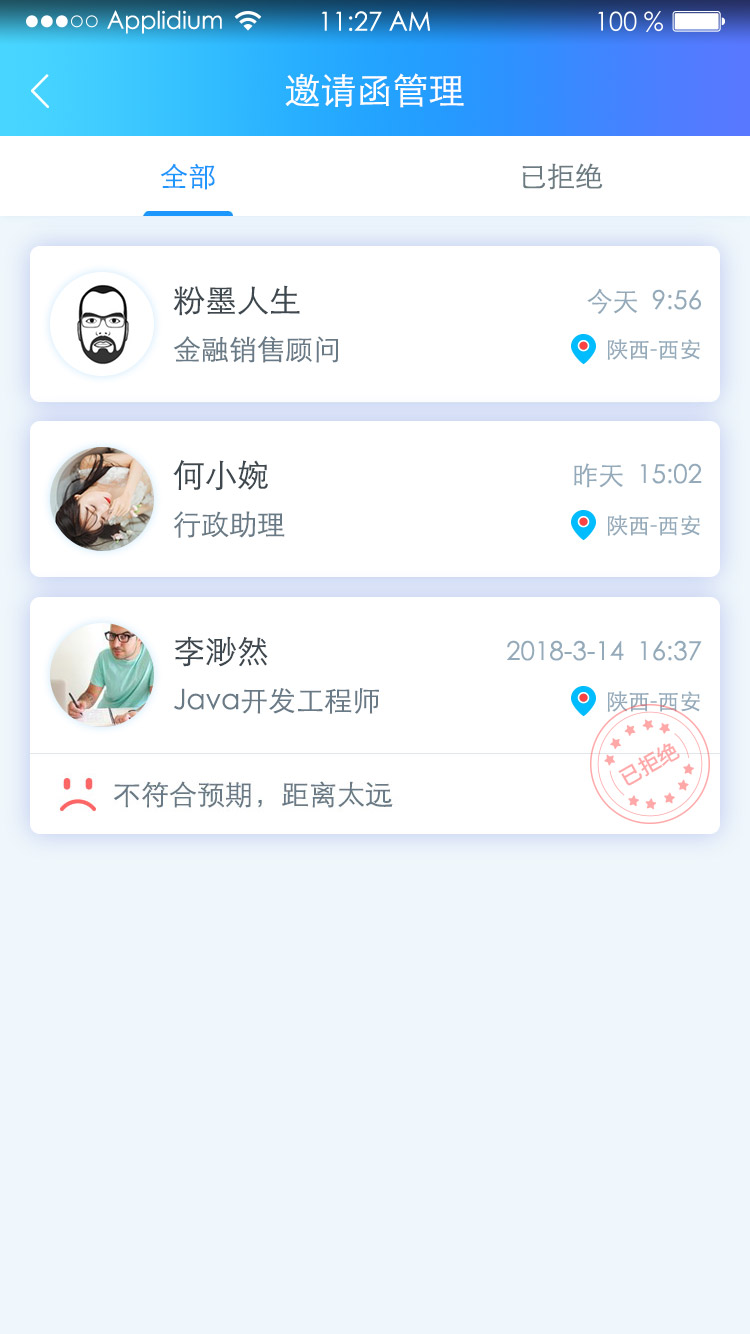 Applidium 11:27 AM 100 %
邀请函管理
全部 已拒绝
粉墨人生 今天 9:56
金融销售顾问 陕西-西安
何小婉 昨天 15:02
行政助理 陕西-西安
李渺然 2018-3-14 16:37
Java开发工程师 陕西-西安
已拒绝
不符合预期，距离太远